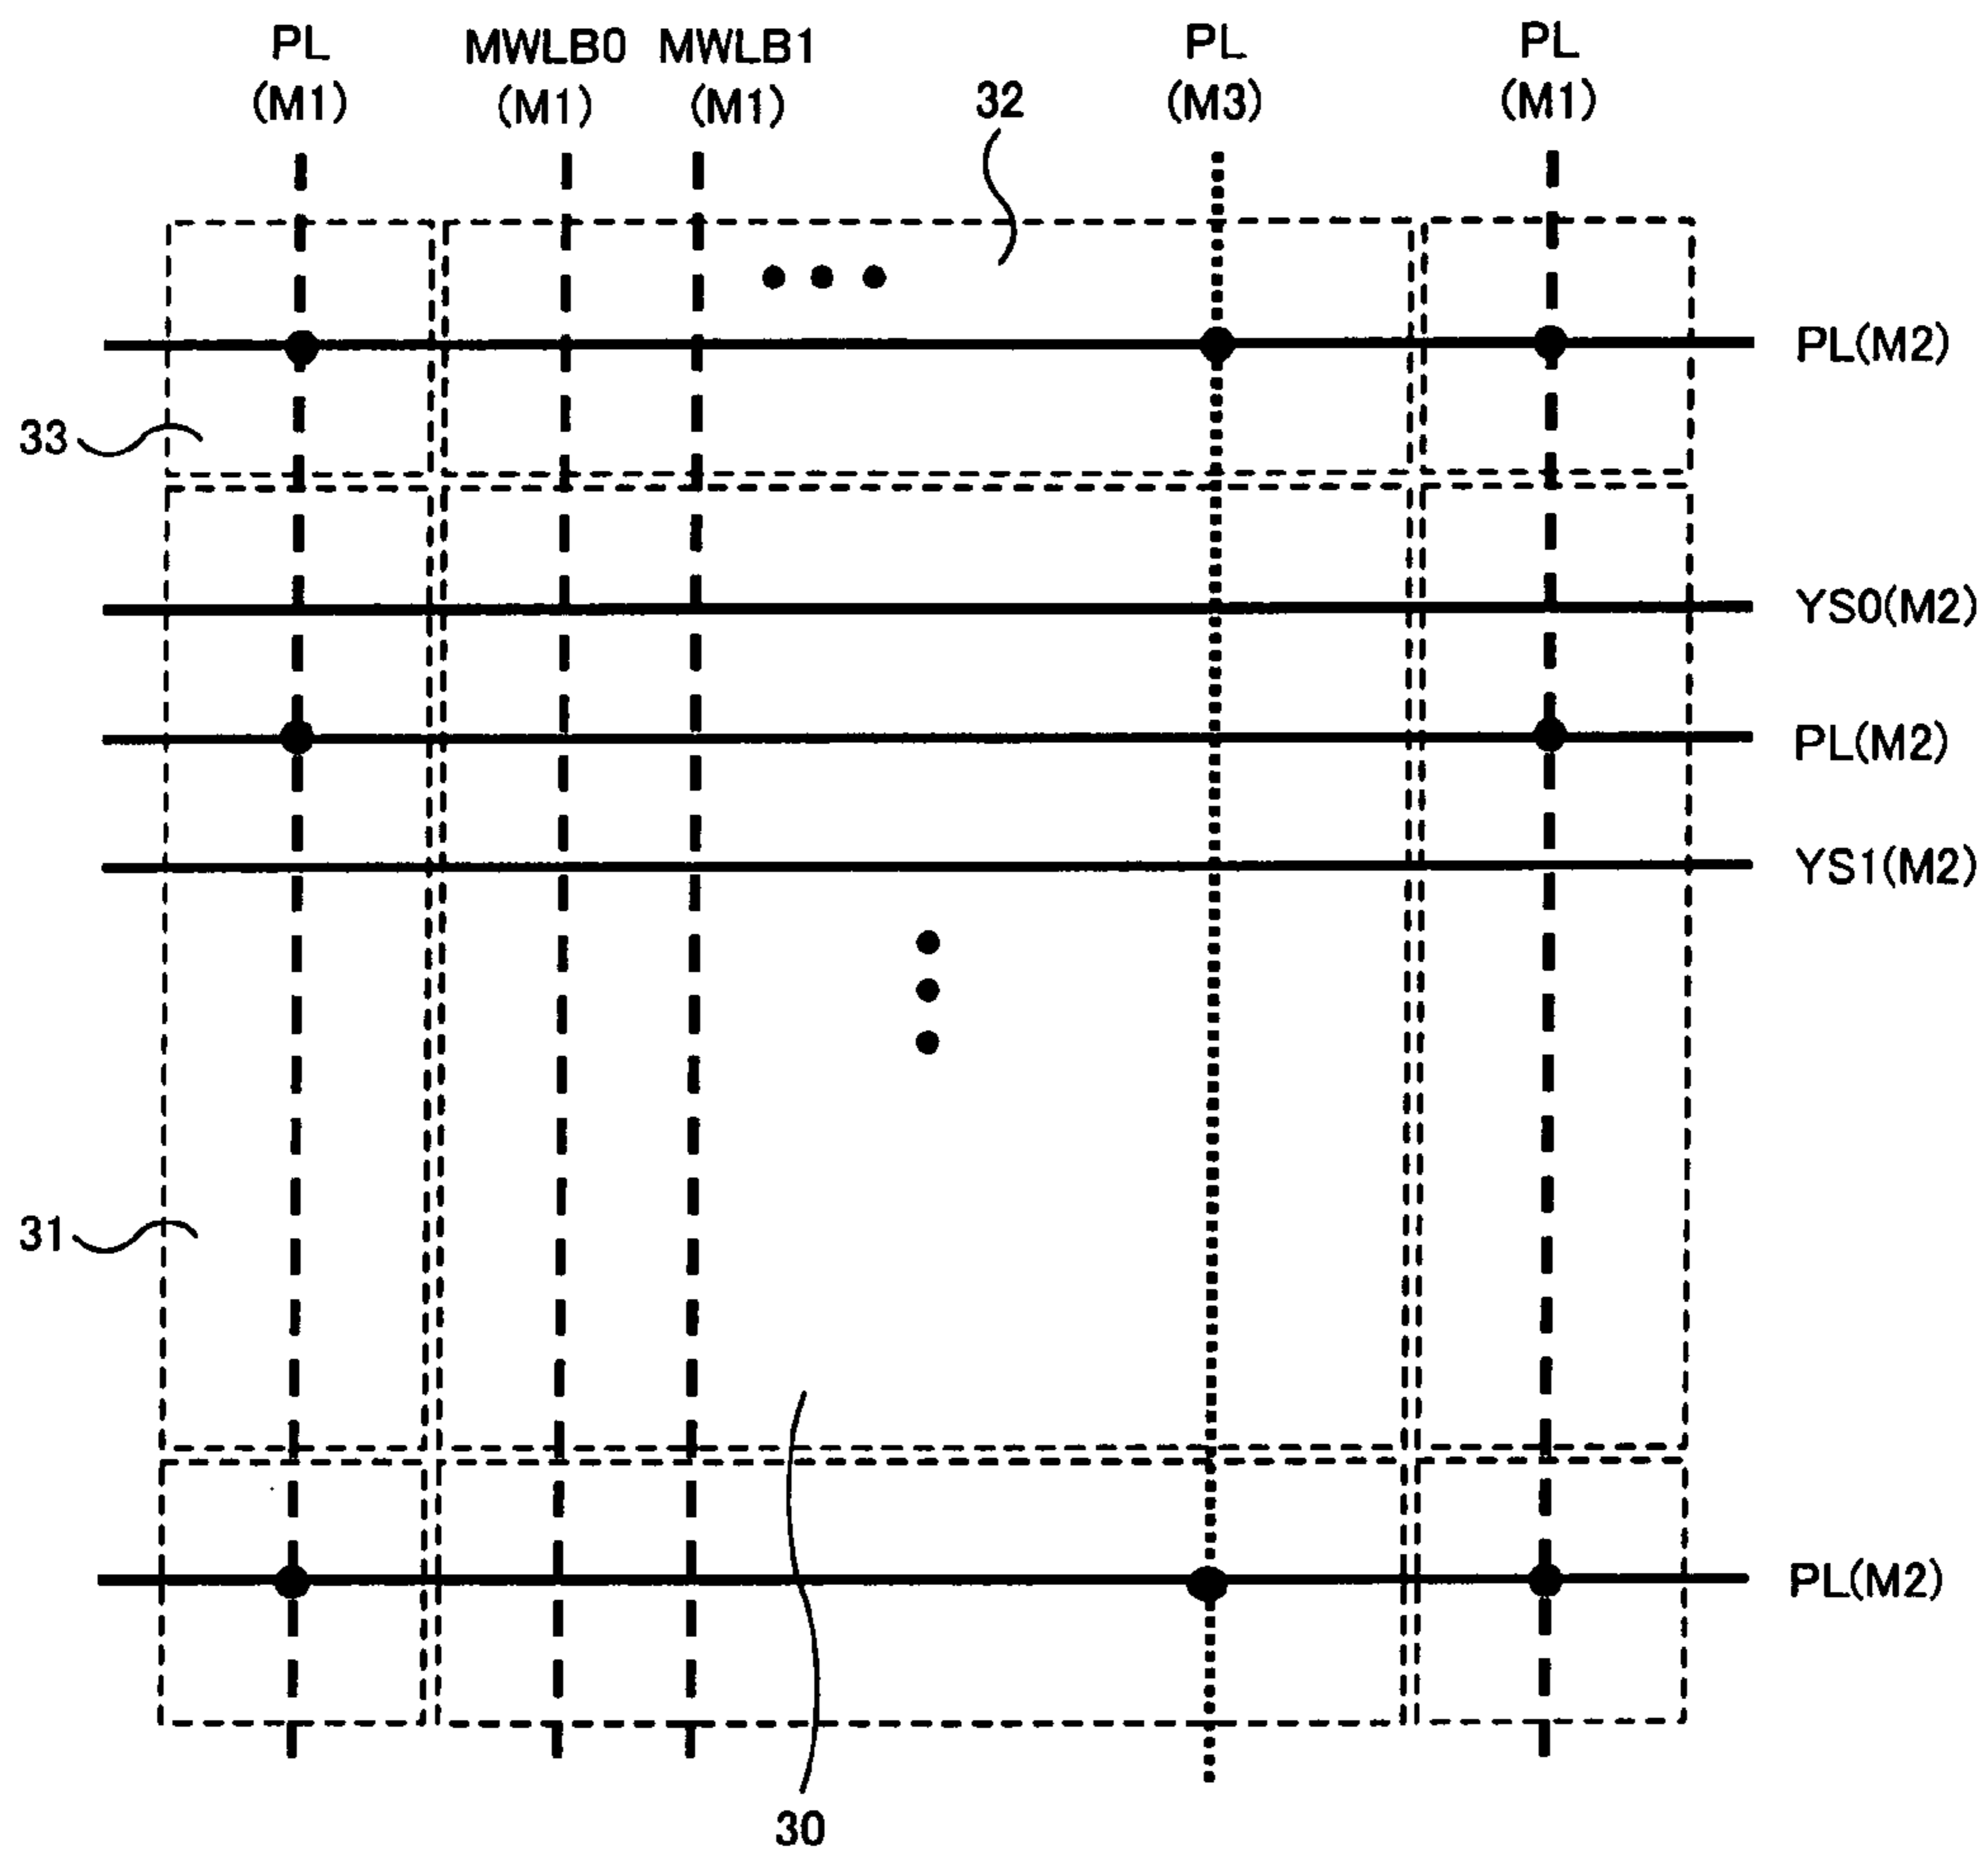 PL
(M1)
MWLB0
(M1)
MWLB1
(M1)
32
PL
(M3)
PL
(M1)
PL(M2)
33
YS0(M2)
PL(M2)
YS1(M2)
31
PL(M2)
30